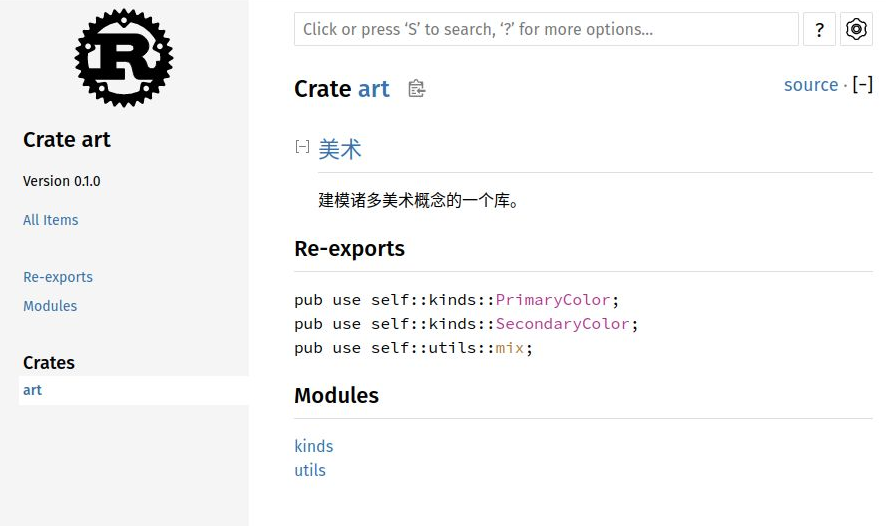 R
Crate art
Version 0.1.0
All Items
Re-exports
Modules
Crates
art
Click or press ‘S’ to search, ‘?’ for more options…
?
Crate art
source · [−]
[−] 美术
建模诸多美术概念的一个库。
Re-exports
pub use self::kinds::PrimaryColor;
pub use self::kinds::SecondaryColor;
pub use self::utils::mix;
Modules
kinds
utils